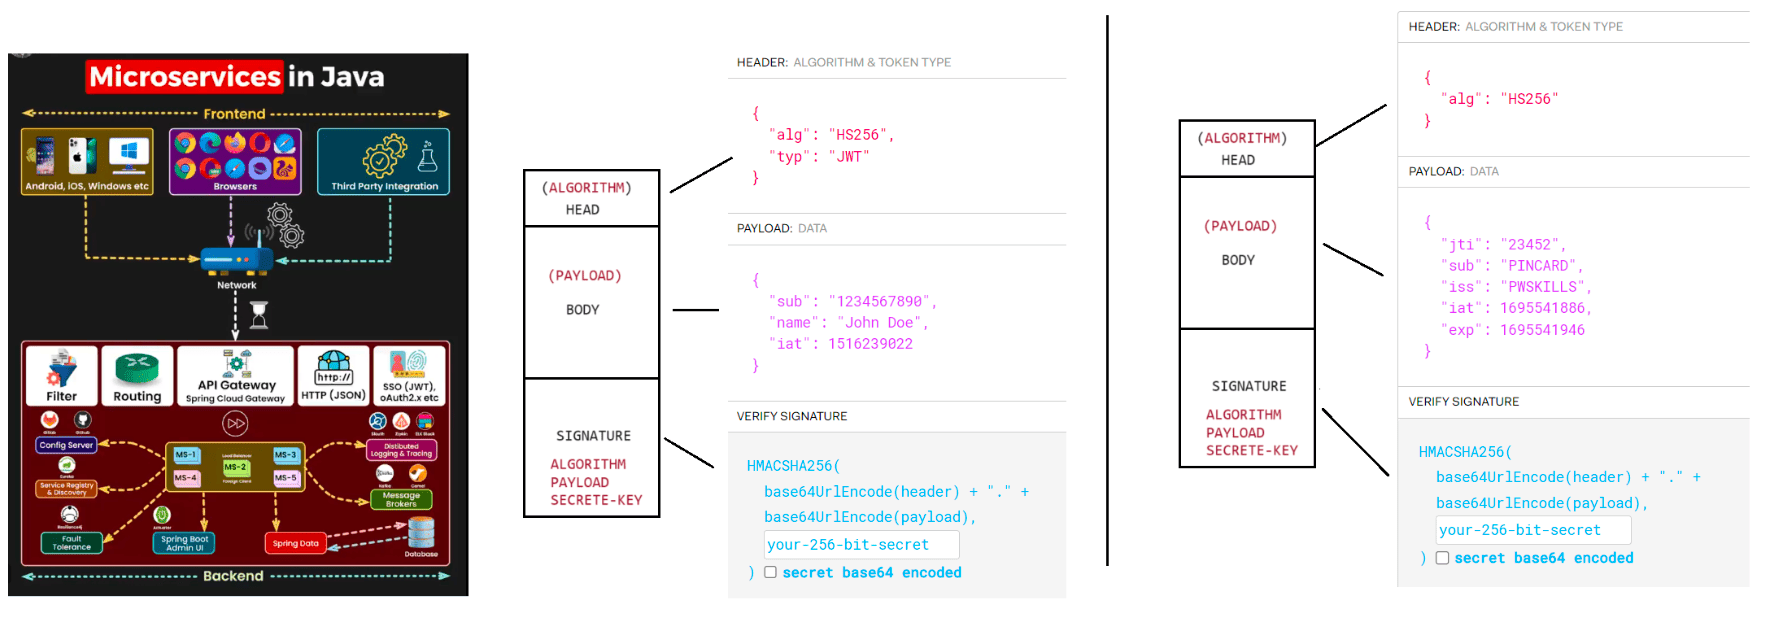 Microservices in Java
Frontend
Android, iOS, Windows etc
Browsers
Third Party Integration
Network
Filter
Routing
API Gateway
Spring Cloud Gateway
http://
HTTP (JSON)
SSO (JWT),
oAuth2.x etc
Config Server
Service Registry
& Discovery
Fault
Tolerance
MS-1
MS-2
MS-3
MS-4
MS-5
Load Balancer
Spring Boot
Admin UI
Spring Data
Distibuted
Logging & Tracing
Message
Brokers
Database
Backend
(ALGORITHM)
HEAD
(PAYLOAD)
BODY
SIGNATURE
ALGORITHM
PAYLOAD
SECRETE-KEY
HEADER: ALGORITHM & TOKEN TYPE
{
"alg": "HS256",
"typ": "JWT"
}
PAYLOAD: DATA
{
"sub": "1234567890",
"name": "John Doe",
"iat": 1516239022
}
VERIFY SIGNATURE
HMACSHA256(
base64UrlEncode(header) + "." +
base64UrlEncode(payload),
your-256-bit-secret
) secret base64 encoded
(ALGORITHM)
HEAD
(PAYLOAD)
BODY
SIGNATURE
ALGORITHM
PAYLOAD
SECRETE-KEY
HEADER: ALGORITHM & TOKEN TYPE
{
"alg": "HS256"
}
PAYLOAD: DATA
{
"jti": "23452",
"sub": "PINCARD",
"iss": "PWSKILLS",
"iat": 1695541886,
"exp": 1695541946
}
VERIFY SIGNATURE
HMACSHA256(
base64UrlEncode(header) + "." +
base64UrlEncode(payload),
your-256-bit-secret
) secret base64 encoded